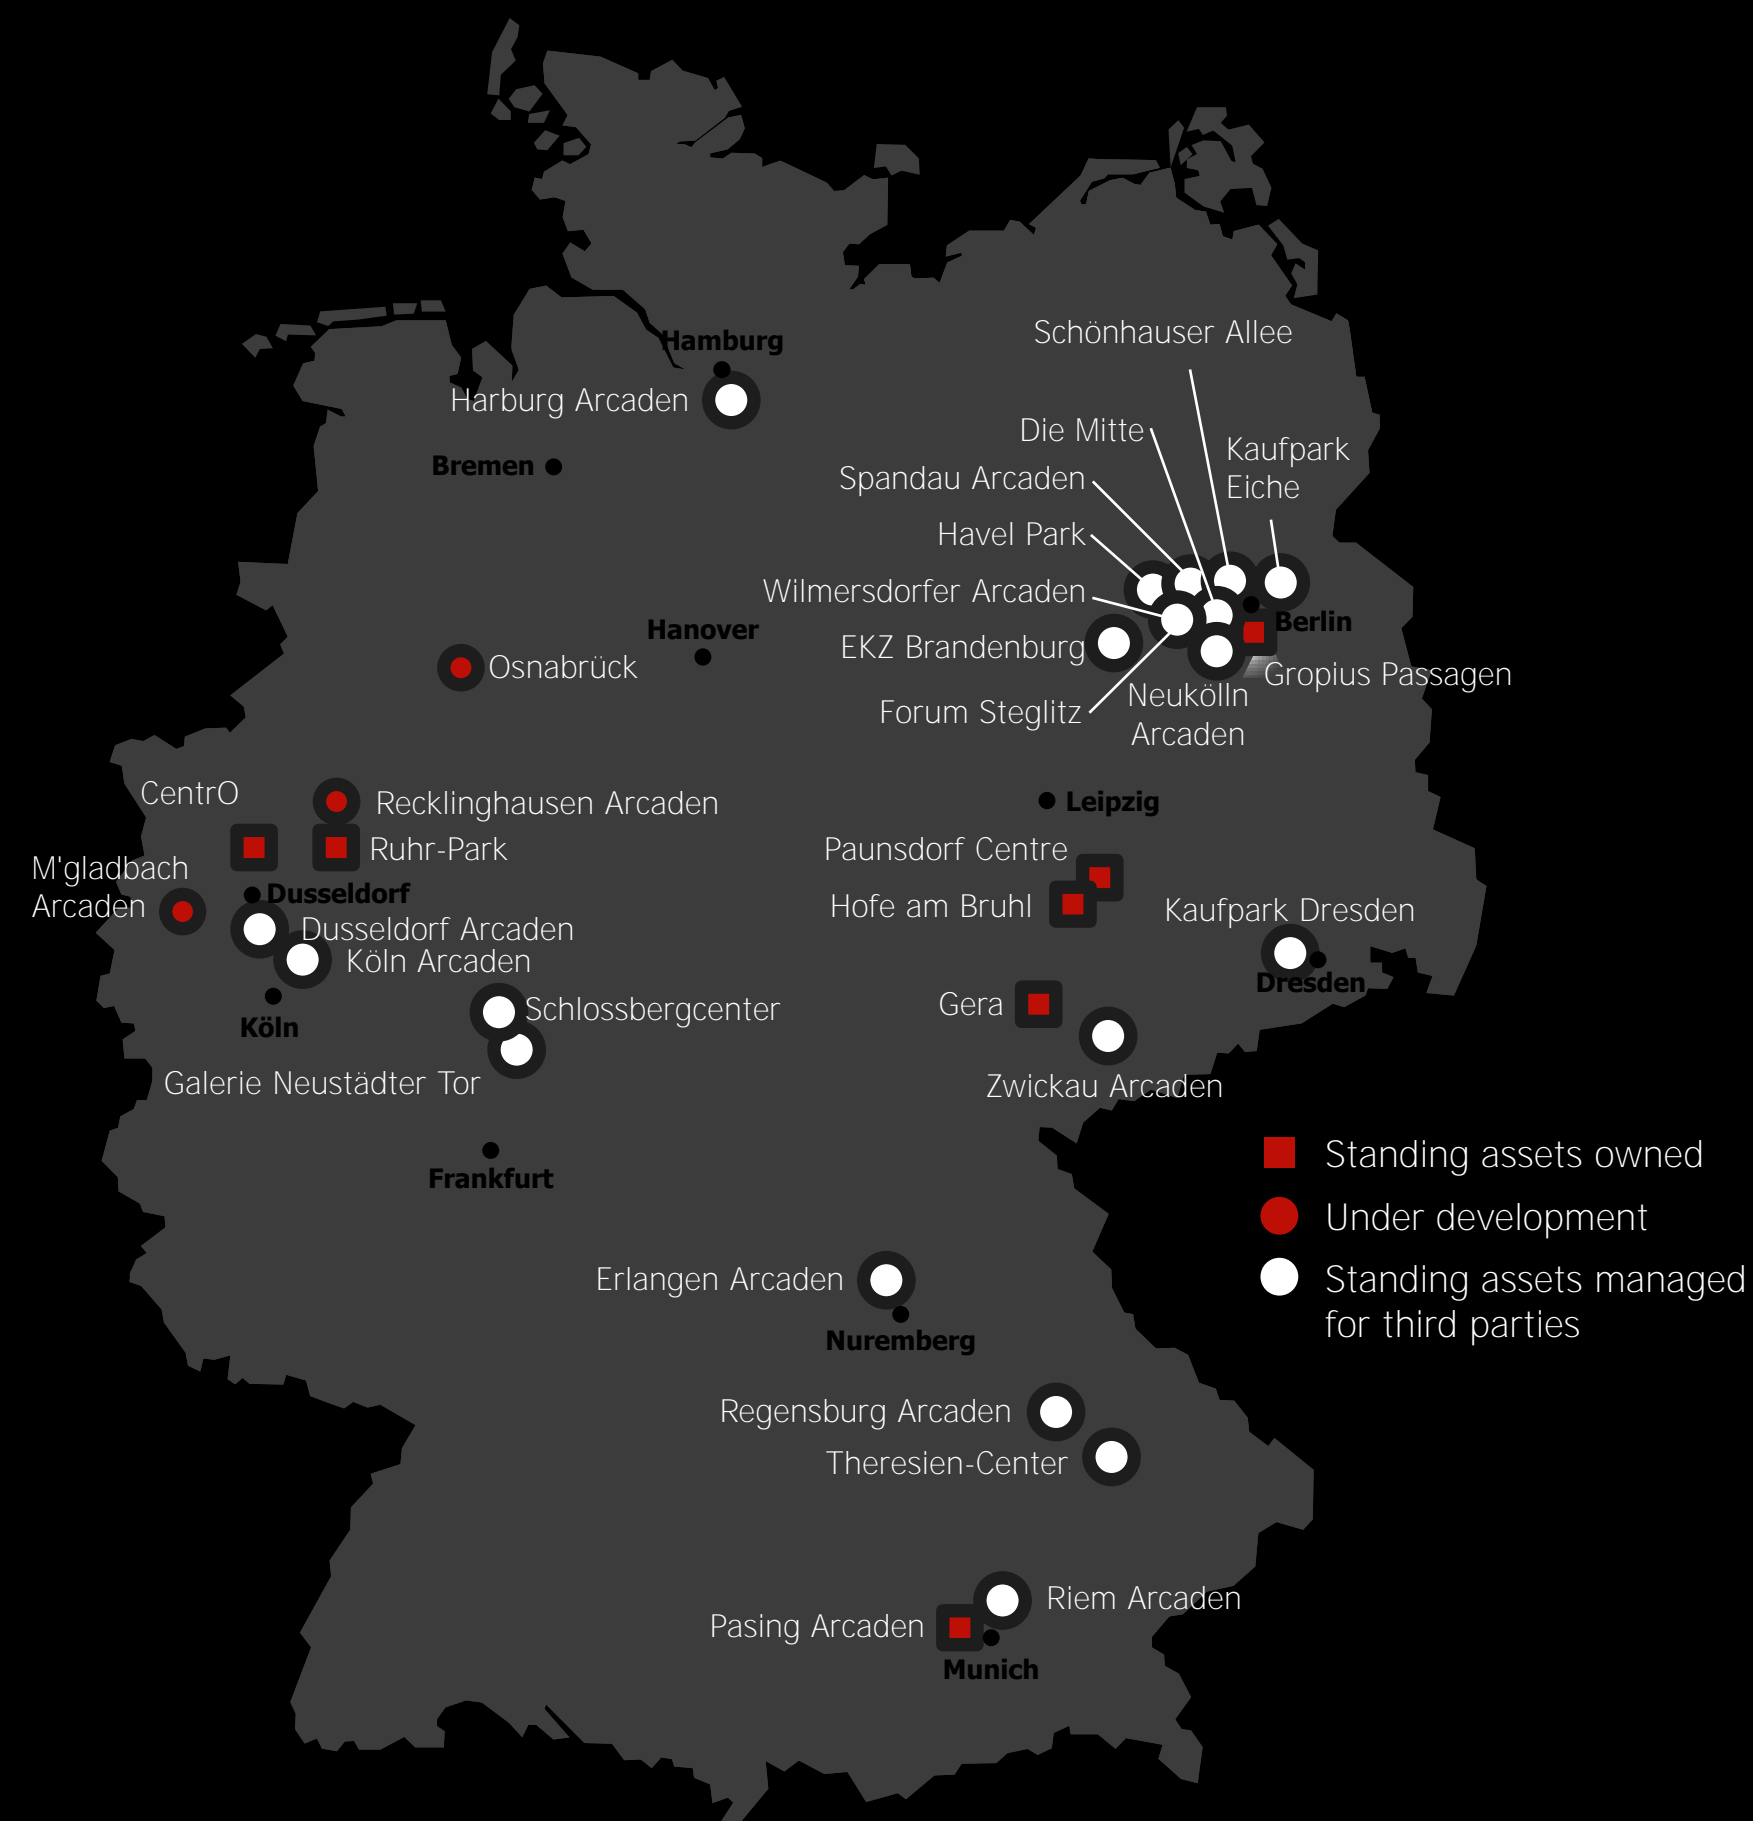 Schönhauser Allee
Hamburg
Harburg Arcaden
Die Mitte
Kaufpark
Eiche
Bremen
Spandau Arcaden
Havel Park
Wilmersdorfer Arcaden
Berlin
Hanover
EKZ Brandenburg
Osnabrück
Gropius Passagen
Neukölln
Arcaden
Forum Steglitz
CentrO
Recklinghausen Arcaden
Leipzig
Ruhr-Park
Paunsdorf Centre
M'gladbach
Arcaden
Dusseldorf
Hofe am Bruhl
Kaufpark Dresden
Dusseldorf Arcaden
Köln Arcaden
Dresden
Gera
Schlossbergcenter
Köln
Galerie Neustädter Tor
Zwickau Arcaden
Standing assets owned
Frankfurt
Under development
Erlangen Arcaden
Standing assets managed
for third parties
Nuremberg
Regensburg Arcaden
Theresien-Center
Riem Arcaden
Pasing Arcaden
Munich